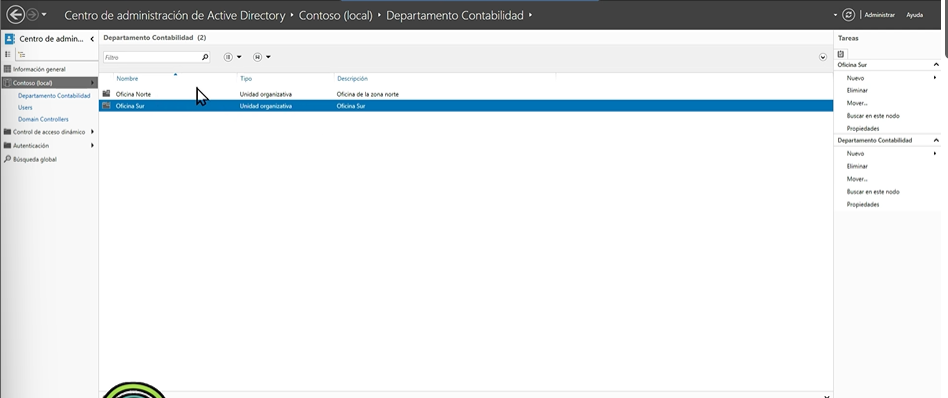 Centro de administración de Active Directory › Contoso (local) › Departamento Contabilidad ›
Administrar Ayuda
Centro de admin...
Información general
Contoso (local)
Departamento Contabilidad
Users
Domain Controllers
Control de acceso dinámico
Autenticación
Búsqueda global
Departamento Contabilidad (2)
Filtro
Nombre Tipo Descripción
Oficina Norte Unidad organizativa Oficina de la zona norte
Oficina Sur Unidad organizativa Oficina Sur
Tareas
Oficina Sur
Nuevo
Eliminar
Mover...
Buscar en este nodo
Propiedades
Departamento Contabilidad
Nuevo
Eliminar
Mover...
Buscar en este nodo
Propiedades